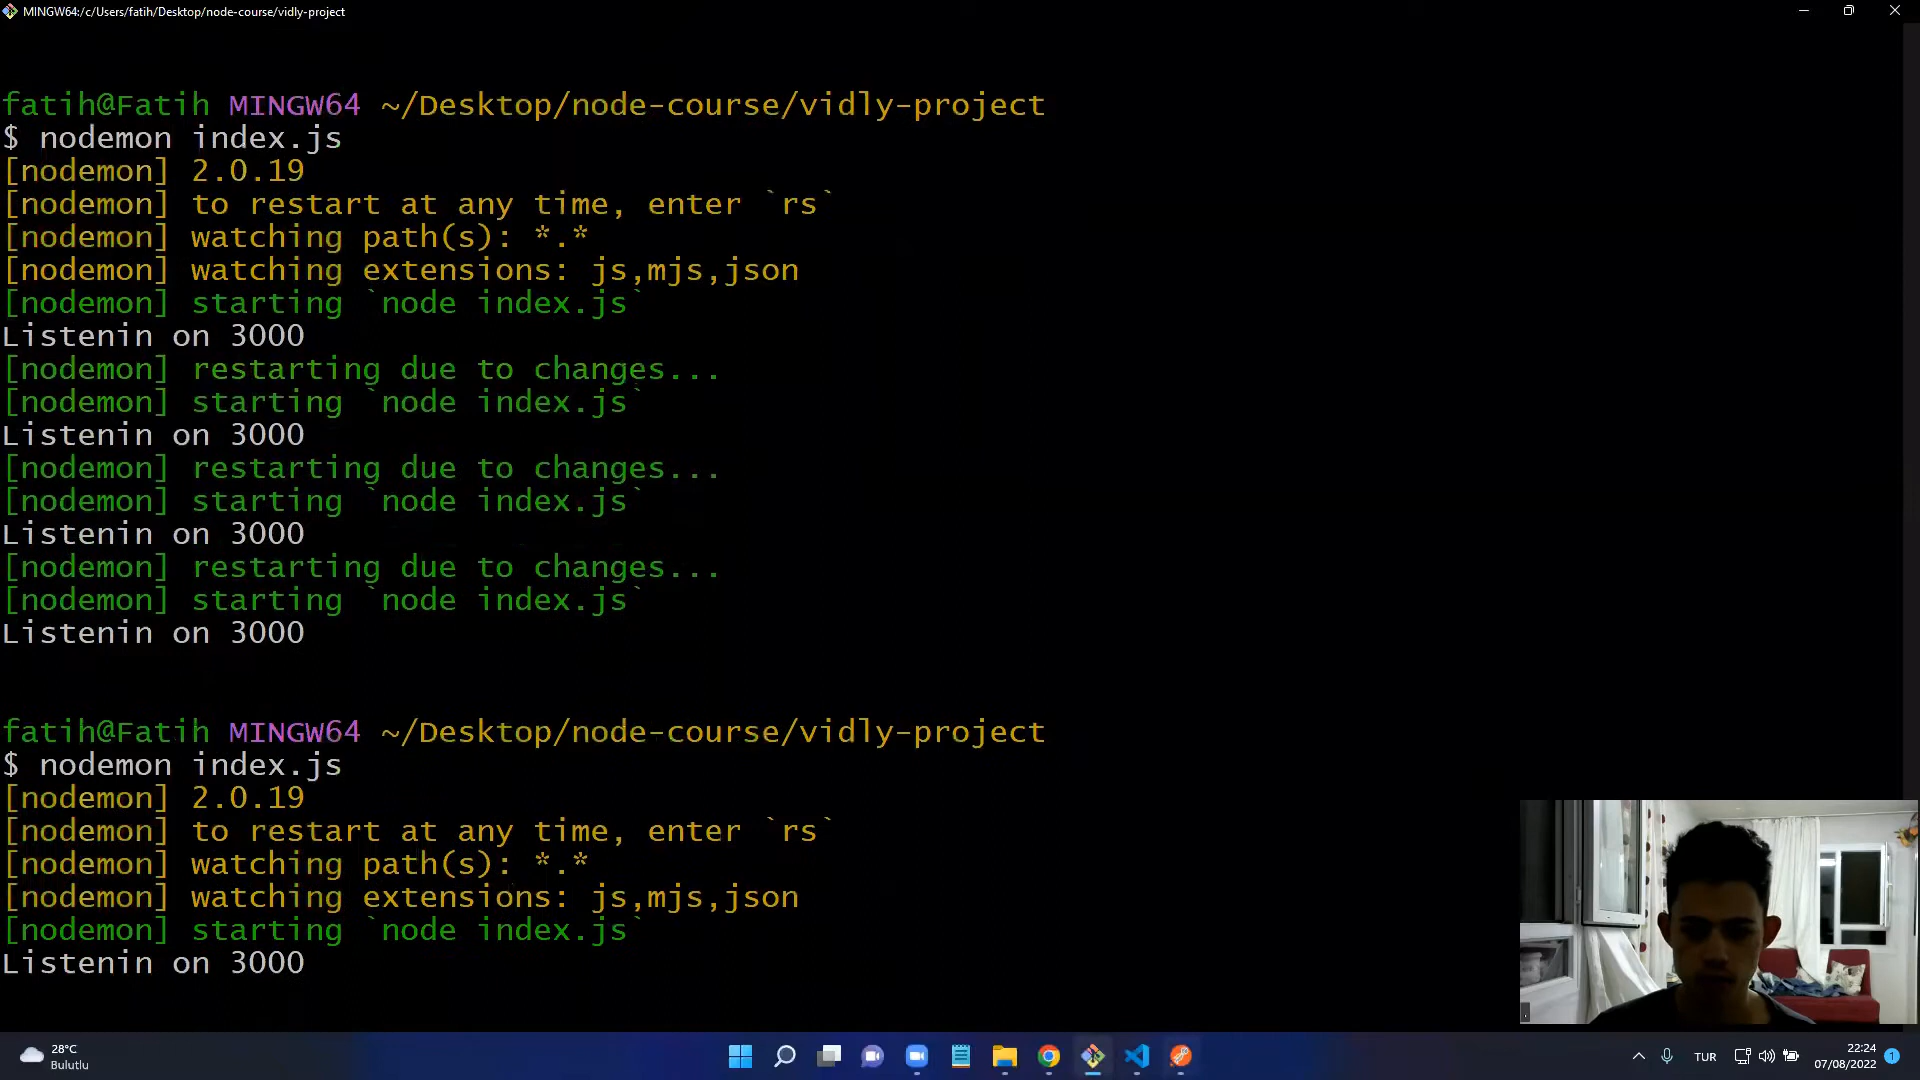 MINGW64:/c/Users/fatih/Desktop/node-course/vidly-project
fatih@Fatih MINGW64 ~/Desktop/node-course/vidly-project
$ nodemon index.js
[nodemon] 2.0.19
[nodemon] to restart at any time, enter `rs`
[nodemon] watching path(s): *.*
[nodemon] watching extensions: js,mjs,json
[nodemon] starting `node index.js`
Listenin on 3000
[nodemon] restarting due to changes...
[nodemon] starting `node index.js`
Listenin on 3000
[nodemon] restarting due to changes...
[nodemon] starting `node index.js`
Listenin on 3000
[nodemon] restarting due to changes...
[nodemon] starting `node index.js`
Listenin on 3000
fatih@Fatih MINGW64 ~/Desktop/node-course/vidly-project
$ nodemon index.js
[nodemon] 2.0.19
[nodemon] to restart at any time, enter `rs`
[nodemon] watching path(s): *.*
[nodemon] watching extensions: js,mjs,json
[nodemon] starting `node index.js`
Listenin on 3000
28°C
Bulutlu
TUR
22:24
07/08/2022
1